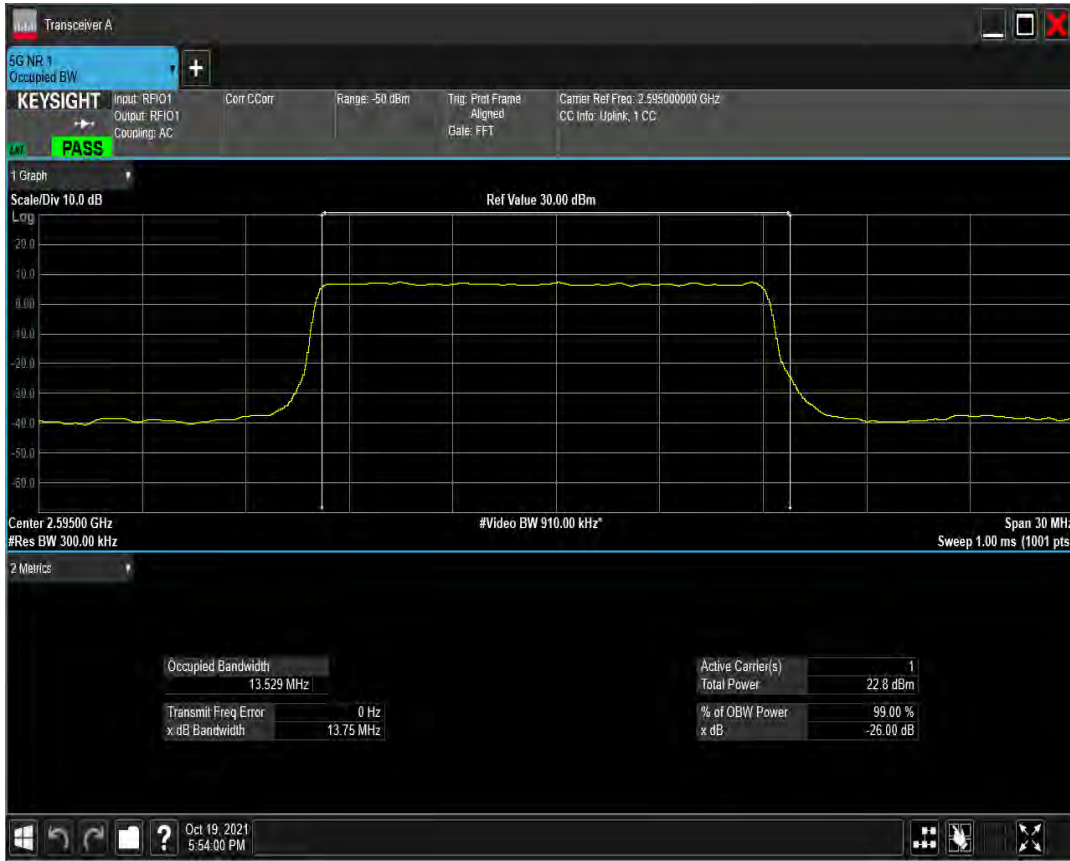 Transceiver A
5G NR 1
Occupied BW
+
KEYSIGHT
PASS
Input: RFIO1
Output: RFIO1
Coupling: AC
Corr CCorr
Range: -50 dBm
Trig: Prot Frame
Aligned
Gate: FFT
Carrier Ref Freq: 2.595000000 GHz
CC Info: Uplink, 1 CC
1 Graph
Scale/Div 10.0 dB
Ref Value 30.00 dBm
Log
20.0
10.0
0.00
-10.0
-20.0
-30.0
-40.0
-50.0
-60.0
Center 2.59500 GHz
#Video BW 910.00 kHz*
Span 30 MHz
#Res BW 300.00 kHz
Sweep 1.00 ms (1001 pts
2 Metrics
Occupied Bandwidth
13.529 MHz
Transmit Freq Error 0 Hz
x dB Bandwidth 13.75 MHz
Active Carrier(s) 1
Total Power 22.8 dBm
% of OBW Power 99.00 %
x dB -26.00 dB
?
Oct 19, 2021
5:54:00 PM